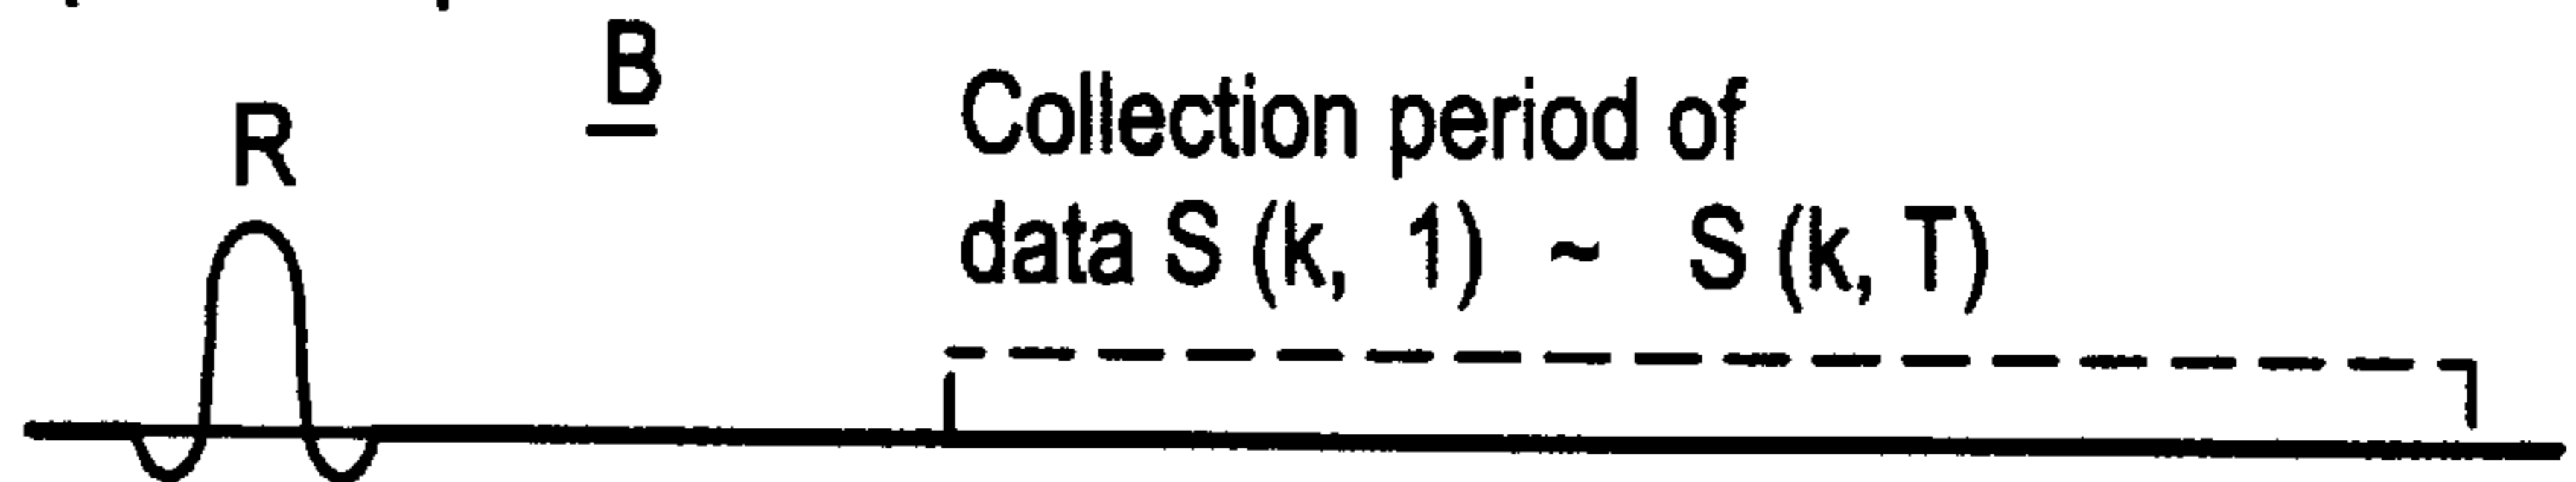 B
R
Collection period of
data S (k, 1) ~ S (k, T)